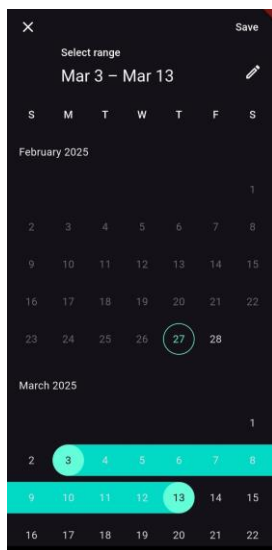 Save
Select range
Mar 3 – Mar 13
S M T W T F S
February 2025
1
2 3 4 5 6 7 8
9 10 11 12 13 14 15
16 17 18 19 20 21 22
23 24 25 26 27 28
March 2025
1
2 3 4 5 6 7 8
9 10 11 12 13 14 15
16 17 18 19 20 21 22